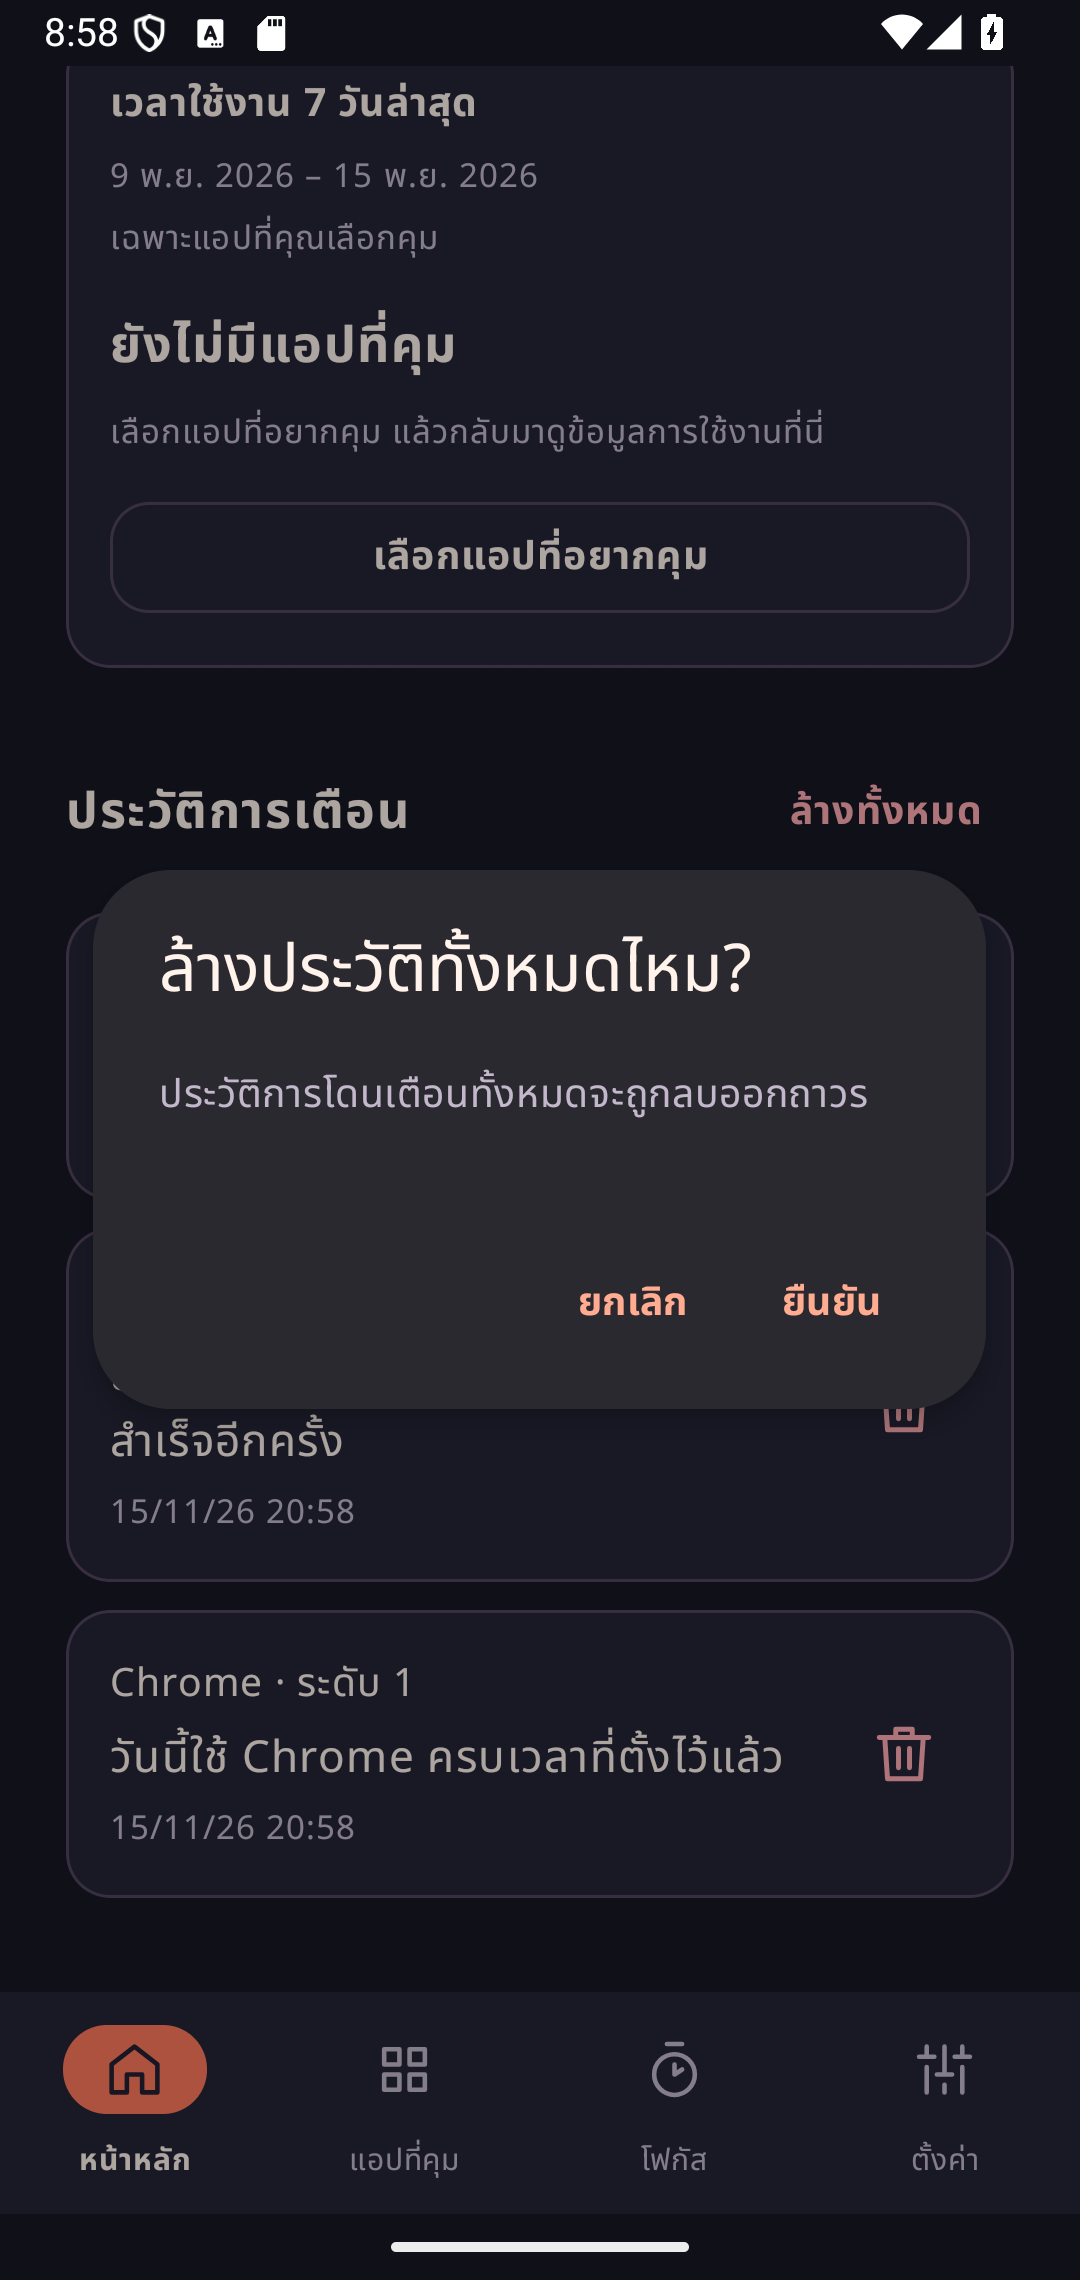 8:58
เวลาใช้งาน 7 วันล่าสุด
9 พ.ย. 2026 – 15 พ.ย. 2026
เฉพาะแอปที่คุณเลือกคุม
ยังไม่มีแอปที่คุม
เลือกแอปที่อยากคุม แล้วกลับมาดูข้อมูลการใช้งานที่นี่
เลือกแอปที่อยากคุม
ประวัติการเตือน
ล้างทั้งหมด
ล้างประวัติทั้งหมดไหม?
ประวัติการโดนเตือนทั้งหมดจะถูกลบออกถาวร
ยกเลิก
ยืนยัน
สำเร็จอีกครั้ง
15/11/26 20:58
Chrome · ระดับ 1
วันนี้ใช้ Chrome ครบเวลาที่ตั้งไว้แล้ว
15/11/26 20:58
หน้าหลัก
แอปที่คุม
โฟกัส
ตั้งค่า